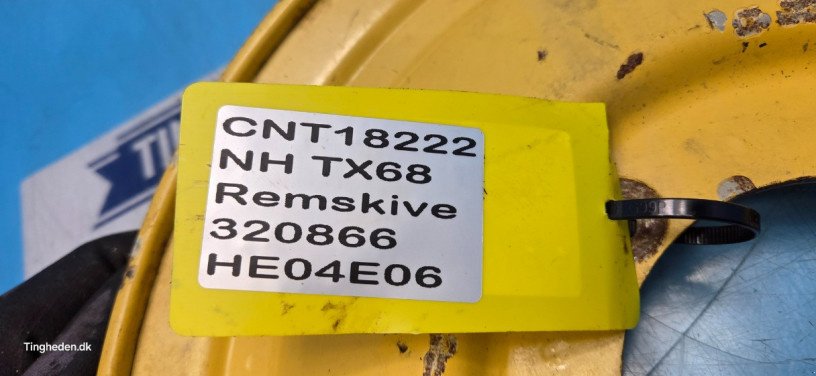 CNT18222
NH TX68
Remskive
320866
HE04E06
Tingheden.dk